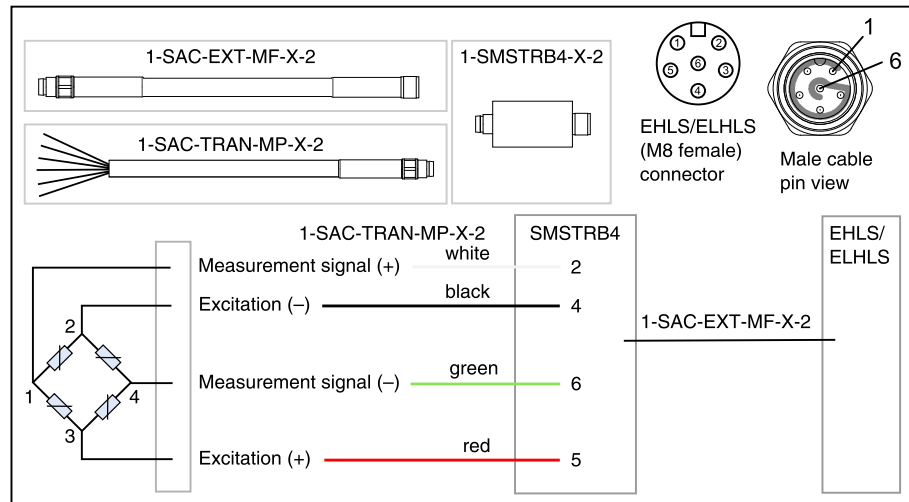 1-SAC-EXT-MF-X-2
1-SMSTRB4-X-2
1-SAC-TRAN-MP-X-2
1
2
5
6
3
4
EHLS/ELHLS
(M8 female)
connector
1
6
Male cable
pin view
1-SAC-TRAN-MP-X-2
SMSTRB4
EHLS/
ELHLS
Measurement signal (+)
white
2
Excitation (–)
black
4
1-SAC-EXT-MF-X-2
Measurement signal (–)
green
6
Excitation (+)
red
5
2
1
4
3